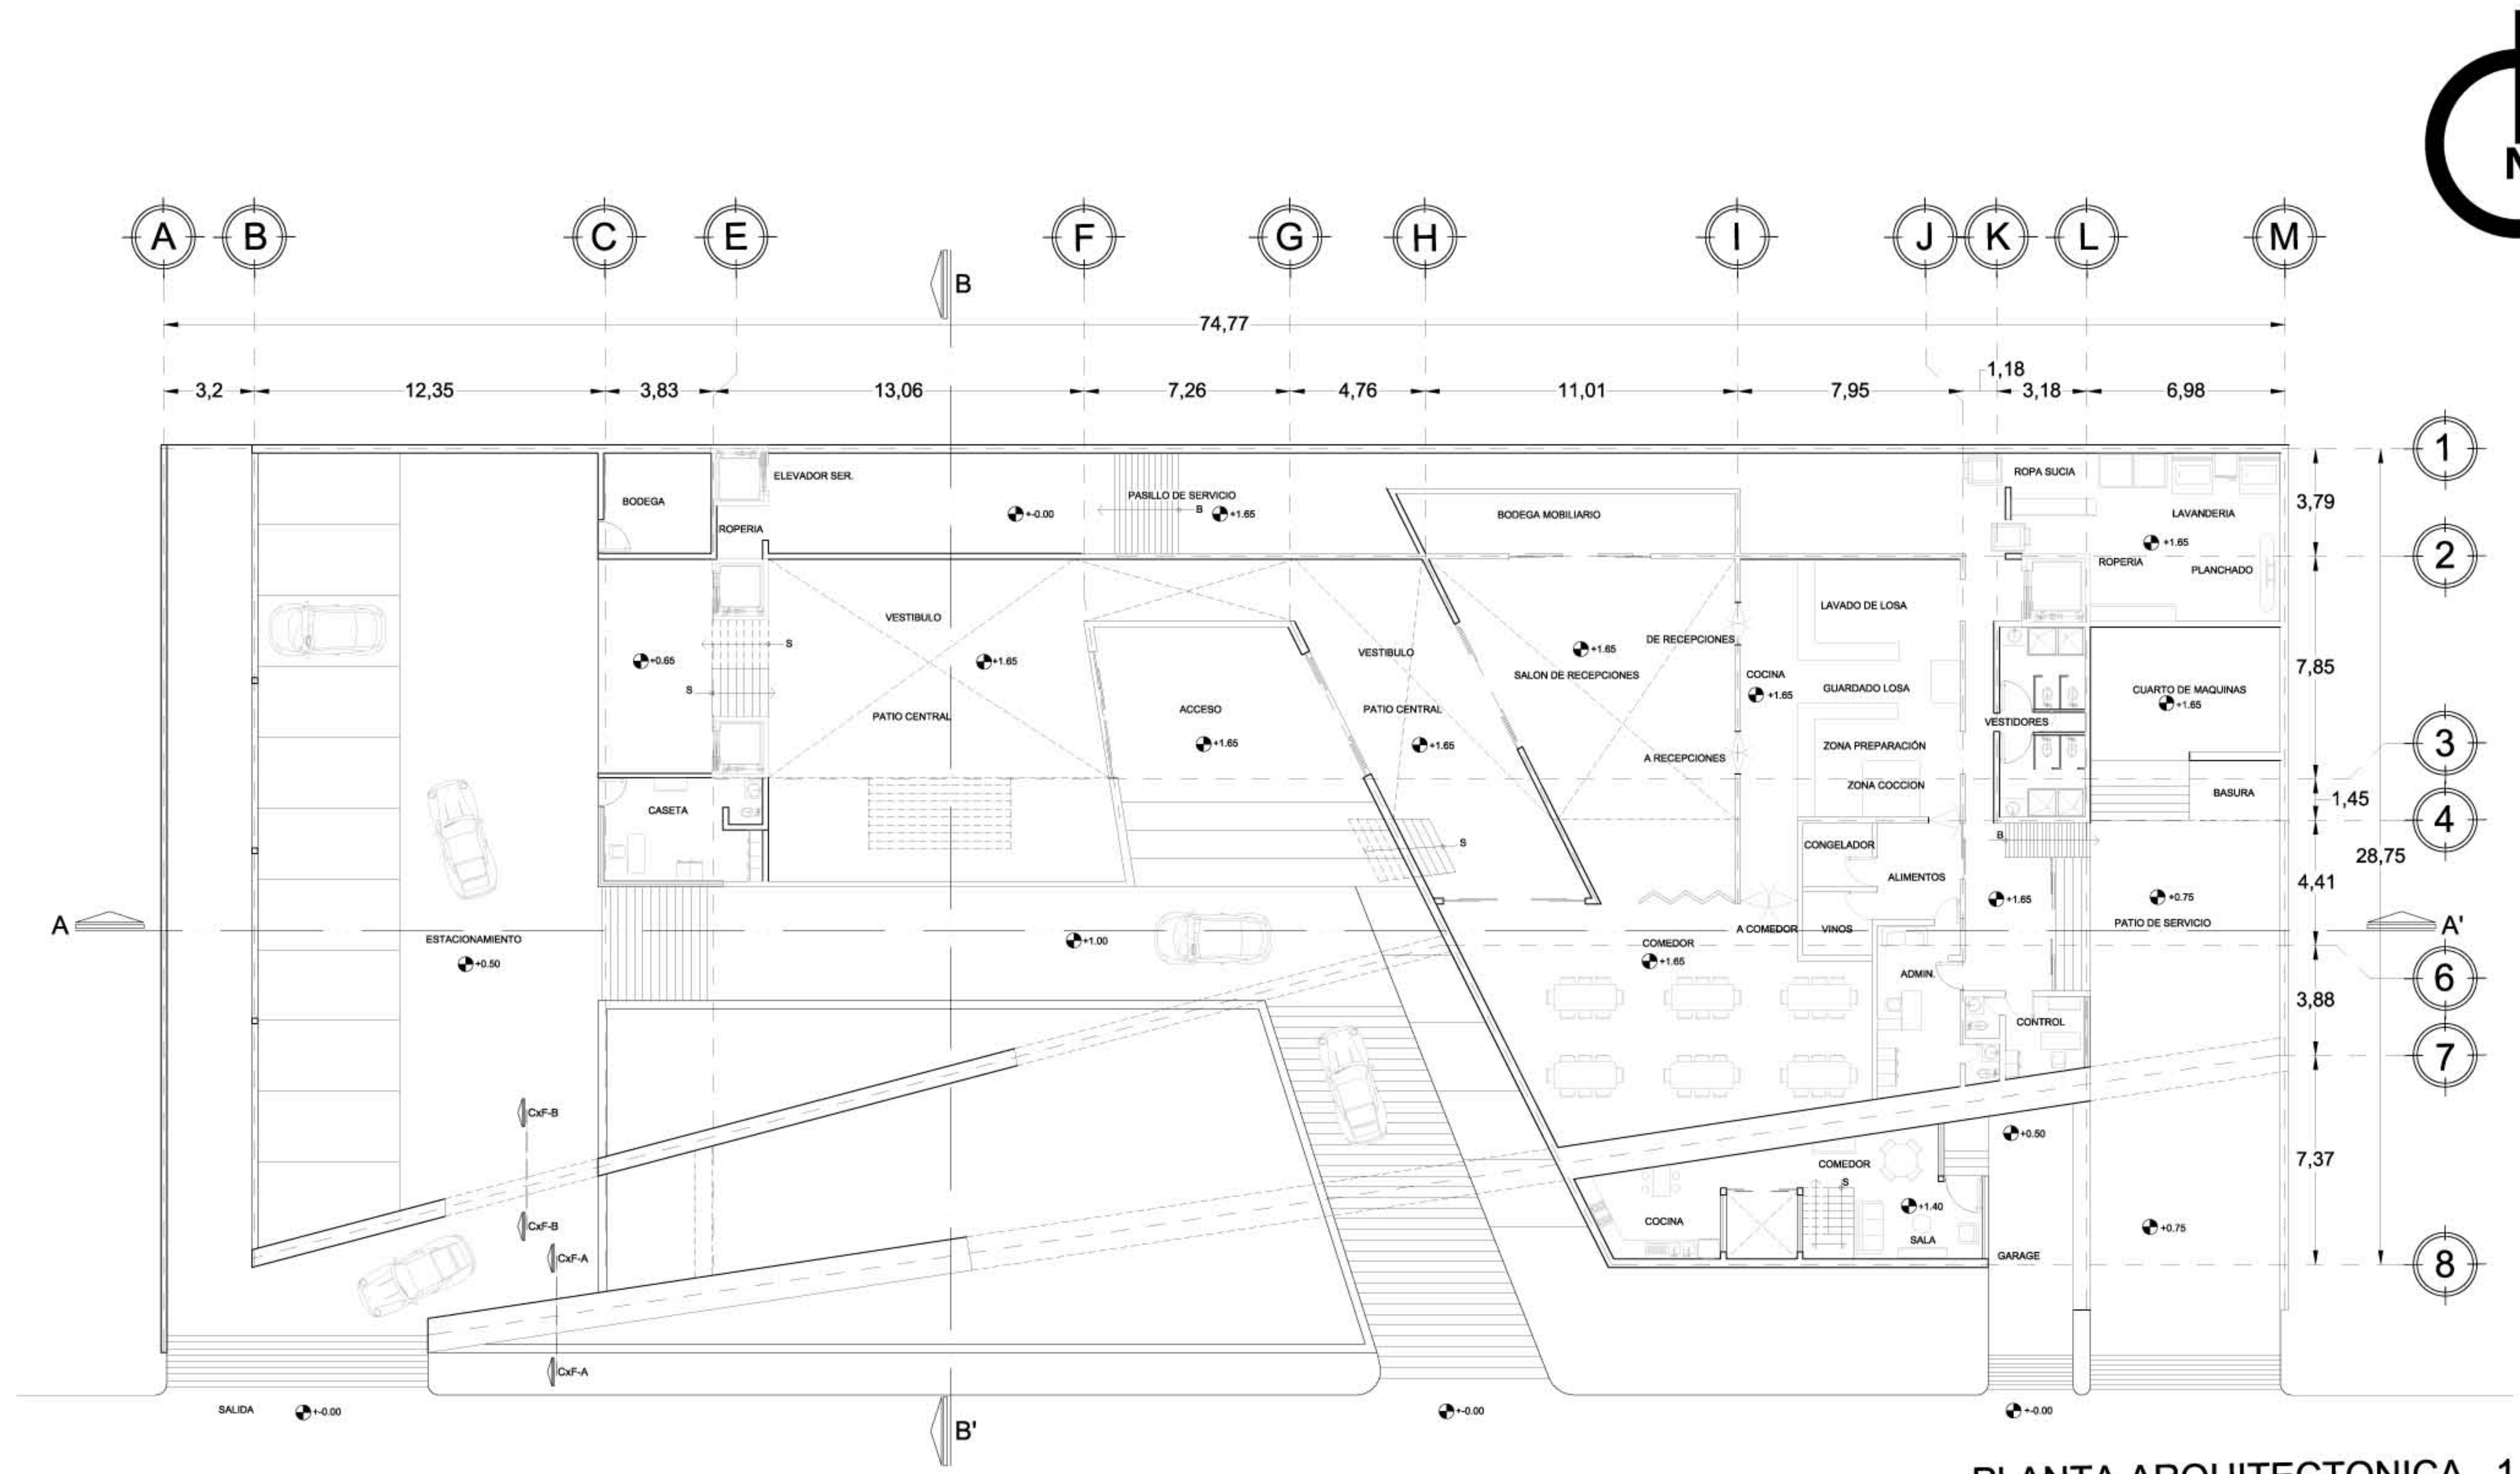 N
A B C E F G H I J K L M
B
74,77
1,18
3,2 12,35 3,83 13,06 7,26 4,76 11,01 7,95 3,18 6,98
1
ROPA SUCIA
ELEVADOR SER.
BODEGA
PASILLO DE SERVICIO
3,79
B +1.65
+-0.00
BODEGA MOBILIARIO
LAVANDERIA
ROPERIA
+1.65
2
ROPERIA
PLANCHADO
LAVADO DE LOSA
VESTIBULO
S
DE RECEPCIONES
+1.65
VESTIBULO
+0.65
+1.65
7,85
SALON DE RECEPCIONES
COCINA
S
GUARDADO LOSA
CUARTO DE MAQUINAS
+1.65
+1.65
ACCESO
PATIO CENTRAL
PATIO CENTRAL
VESTIDORES
+1.65
+1.65
ZONA PREPARACIÓN
3
A RECEPCIONES
ZONA COCCION
BASURA
1,45
CASETA
4
B
S
CONGELADOR
28,75
ALIMENTOS
4,41
+1.65
+0.75
A
PATIO DE SERVICIO
A'
A COMEDOR
VINOS
ESTACIONAMIENTO
+1.00
COMEDOR
+0.50
+1.65
ADMIN.
6
3,88
CONTROL
7
CxF-B
+0.50
7,37
COMEDOR
S
+1.40
COCINA
CxF-B
+0.75
SALA
GARAGE
CxF-A
8
CxF-A
SALIDA
+-0.00
+-0.00
+-0.00
B'
PLANTA ARQUITECTONICA 1